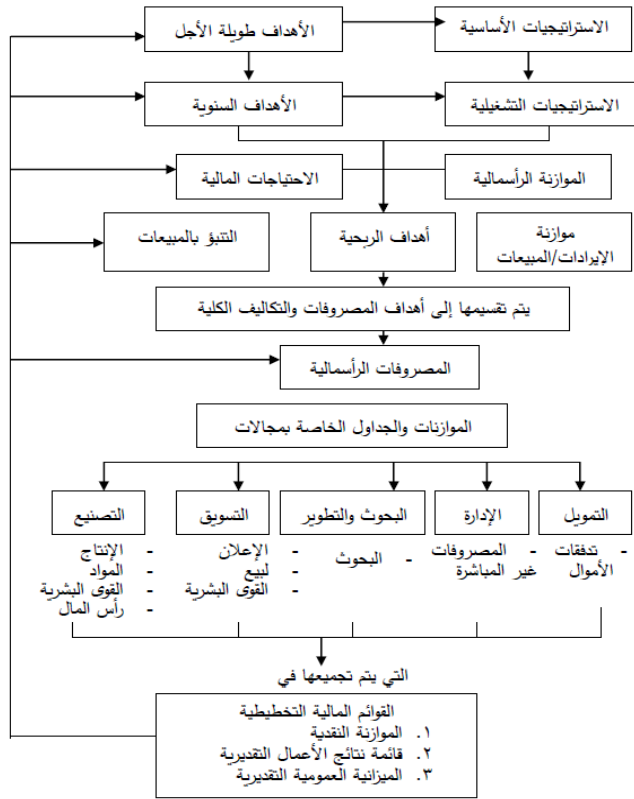 الاستراتيجيات الأساسية
الأهداف طويلة الأجل
الاستراتيجيات التشغيلية
الأهداف السنوية
الموازنة الرأسمالية
الاحتياجات المالية
موازنة
الإيرادات/المبيعات
أهداف الربحية
التنبؤ بالمبيعات
يتم تقسيمها إلى أهداف المصروفات والتكاليف الكلية
المصروفات الرأسمالية
الموازنات والجداول الخاصة بمجالات
التمويل
- تدفقات
الأموال
الإدارة
- المصروفات
غير المباشرة
البحوث والتطوير
- البحوث
التسويق
- الإعلان
- لبيع
- القوى البشرية
التصنيع
- الإنتاج
- المواد
- القوى البشرية
- رأس المال
التي يتم تجميعها في
القوائم المالية التخطيطية
١. الموازنة النقدية
٢. قائمة نتائج الأعمال التقديرية
٣. الميزانية العمومية التقديرية